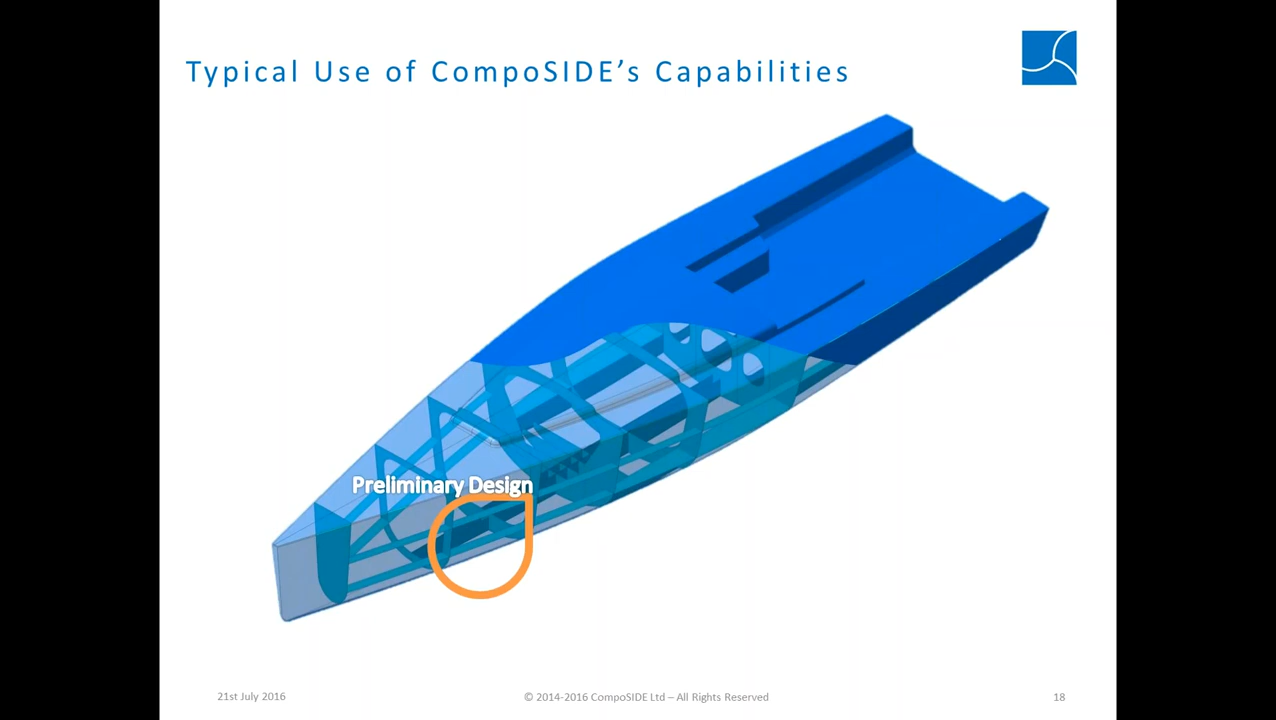 Typical Use of CompoSIDE’s Capabilities
Preliminary Design
21st July 2016
© 2014-2016 CompoSIDE Ltd – All Rights Reserved
18